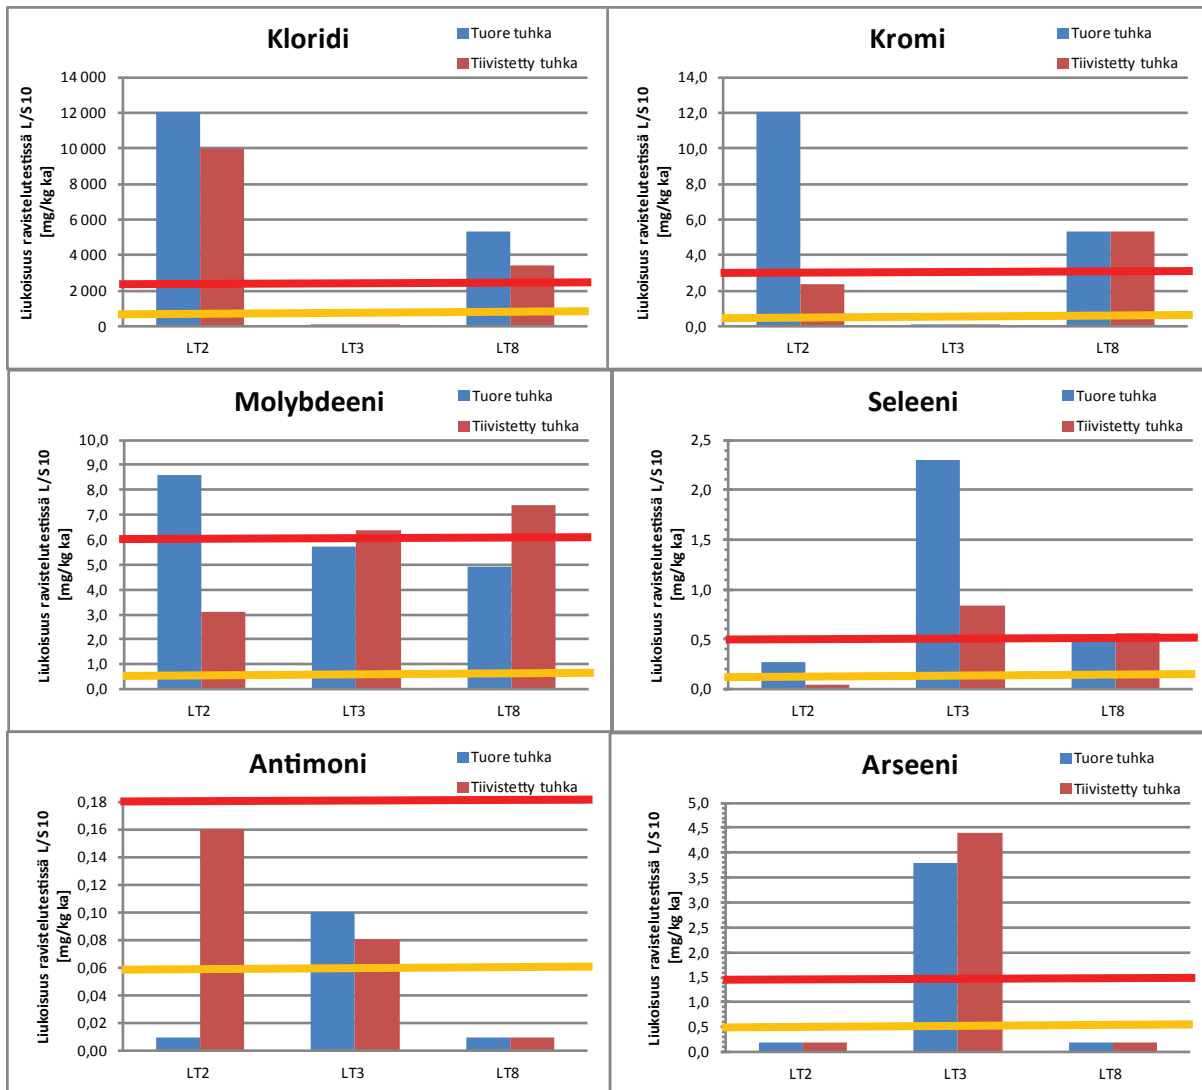 Kloridi
Tuore tuhka
Tiivistetty tuhka
Liukoisuus ravistelutestissä L/S10
[mg/kg ka]
14 000
12 000
10 000
8 000
6 000
4 000
2 000
0
LT2 LT3 LT8
Kromi
Tuore tuhka
Tiivistetty tuhka
Liukoisuus ravistelutestissä L/S10
[mg/kg ka]
14,0
12,0
10,0
8,0
6,0
4,0
2,0
0,0
LT2 LT3 LT8
Molybdeeni
Tuore tuhka
Tiivistetty tuhka
Liukoisuus ravistelutestissä L/S10
[mg/kg ka]
10,0
9,0
8,0
7,0
6,0
5,0
4,0
3,0
2,0
1,0
0,0
LT2 LT3 LT8
Seleeni
Tuore tuhka
Tiivistetty tuhka
Liukoisuus ravistelutestissä L/S10
[mg/kg ka]
2,5
2,0
1,5
1,0
0,5
0,0
LT2 LT3 LT8
Antimoni
Tuore tuhka
Tiivistetty tuhka
Liukoisuus ravistelutestissä L/S10
[mg/kg ka]
0,18
0,16
0,14
0,12
0,10
0,08
0,06
0,04
0,02
0,00
LT2 LT3 LT8
Arseeni
Tuore tuhka
Tiivistetty tuhka
Liukoisuus ravistelutestissä L/S10
[mg/kg ka]
5,0
4,5
4,0
3,5
3,0
2,5
2,0
1,5
1,0
0,5
0,0
LT2 LT3 LT8